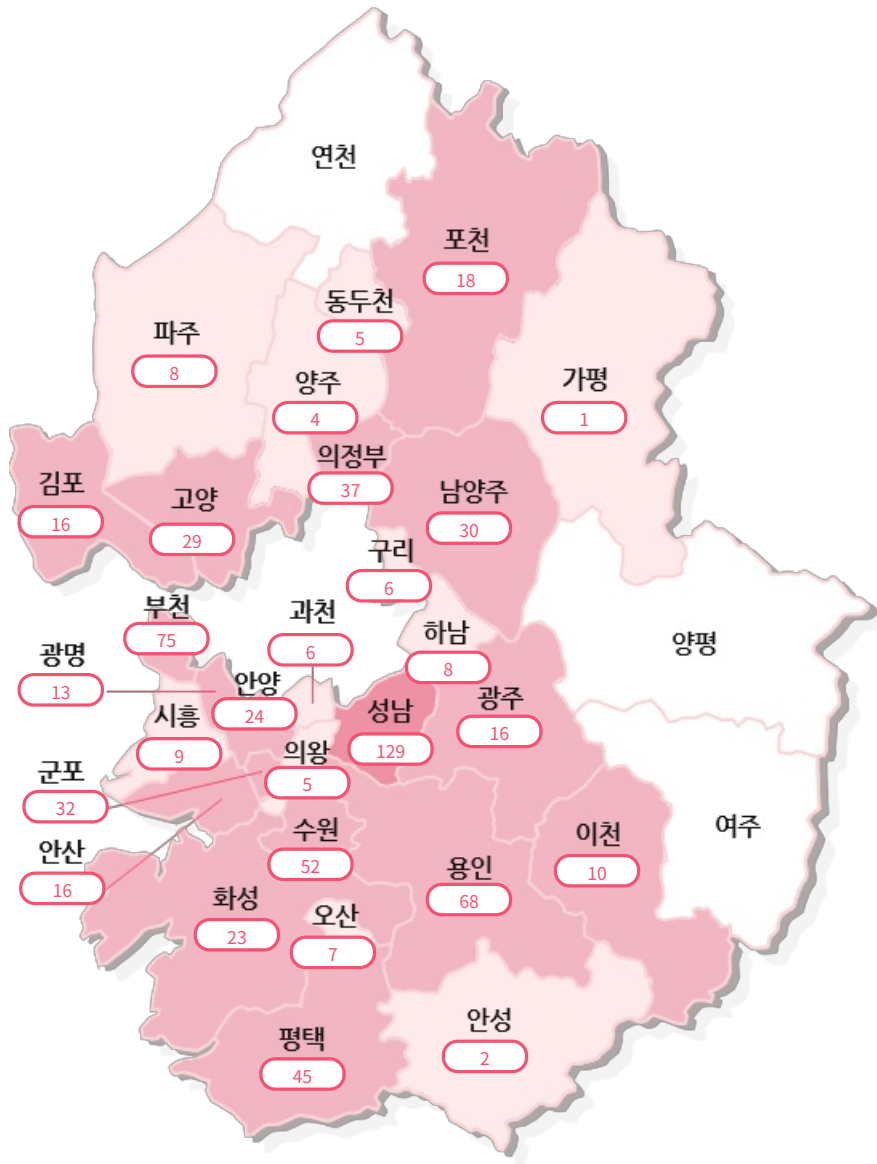 연천
포천
18
동두천
5
파주
8
양주
4
가평
1
의정부
37
김포
16
고양
29
남양주
30
구리
6
부천
75
과천
6
하남
8
양평
광명
13
안양
24
시흥
9
성남
129
광주
16
의왕
5
군포
32
수원
52
이천
10
여주
안산
16
용인
68
화성
23
오산
7
안성
2
평택
45